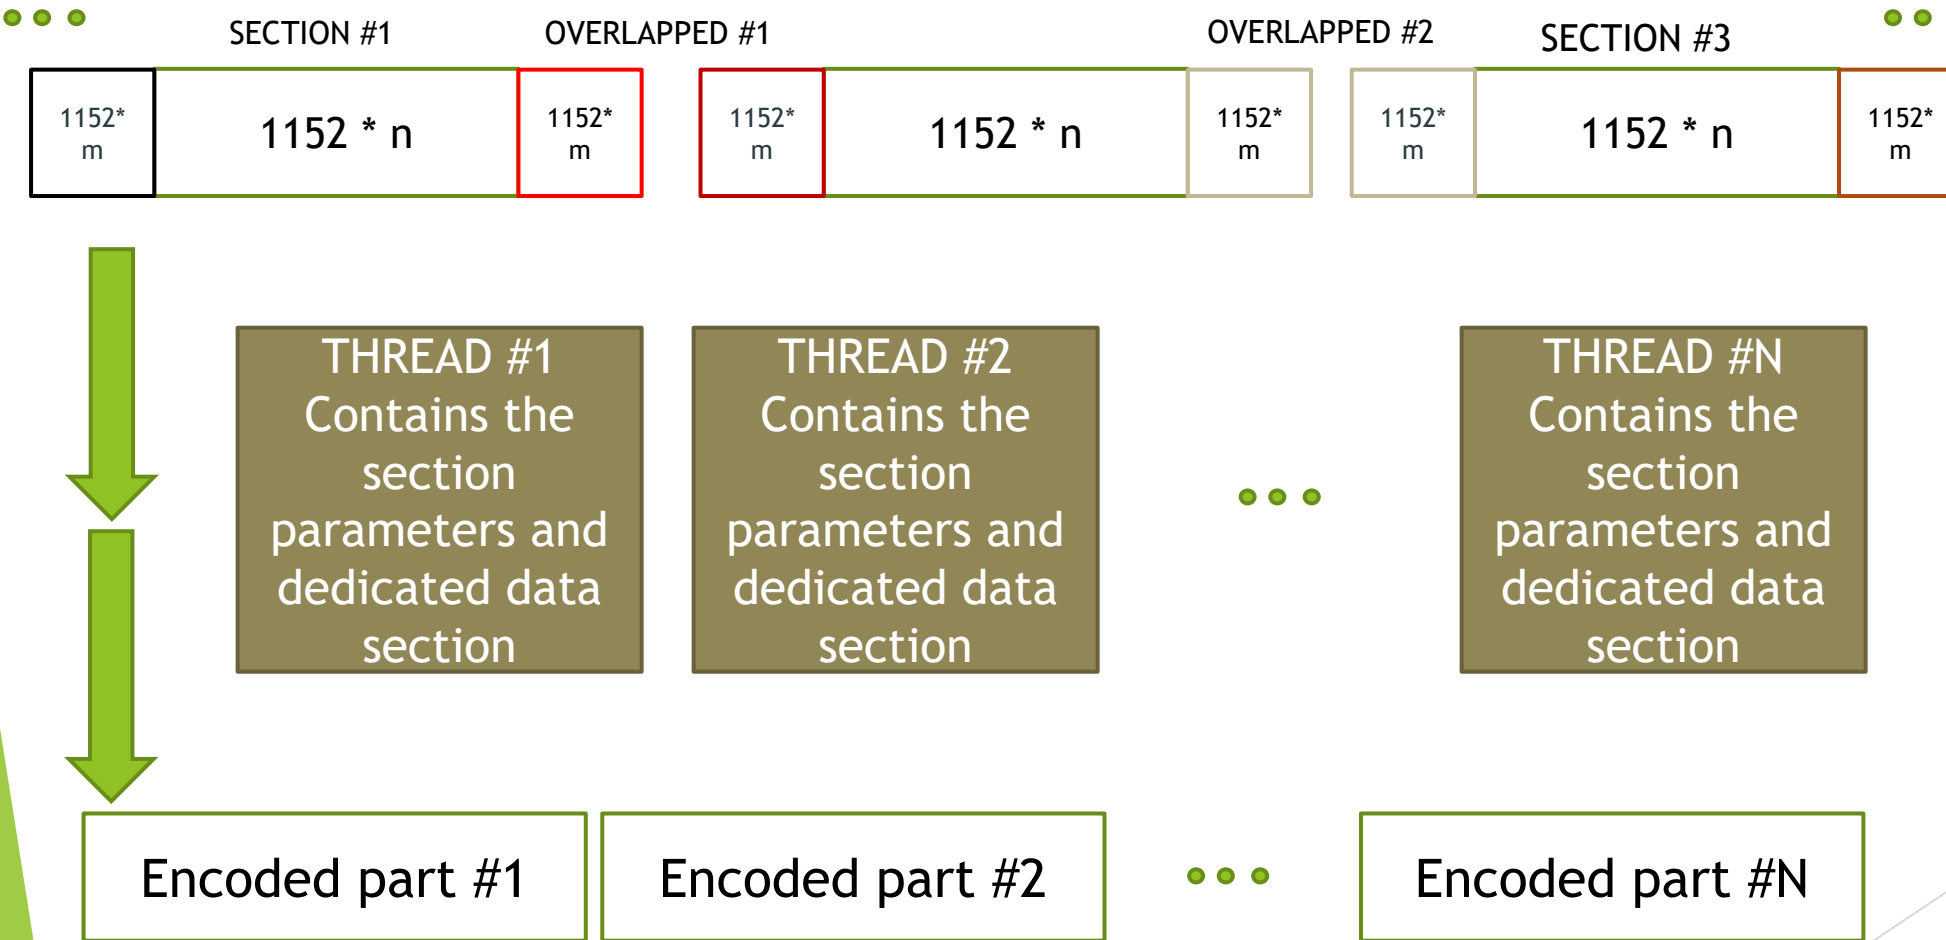 SECTION #1
OVERLAPPED #1
OVERLAPPED #2
SECTION #3
1152*
m
1152 * n
1152*
m
1152*
m
1152 * n
1152*
m
1152*
m
1152 * n
1152*
m
THREAD #1
Contains the
section
parameters and
dedicated data
section
THREAD #2
Contains the
section
parameters and
dedicated data
section
THREAD #N
Contains the
section
parameters and
dedicated data
section
Encoded part #1
Encoded part #2
Encoded part #N